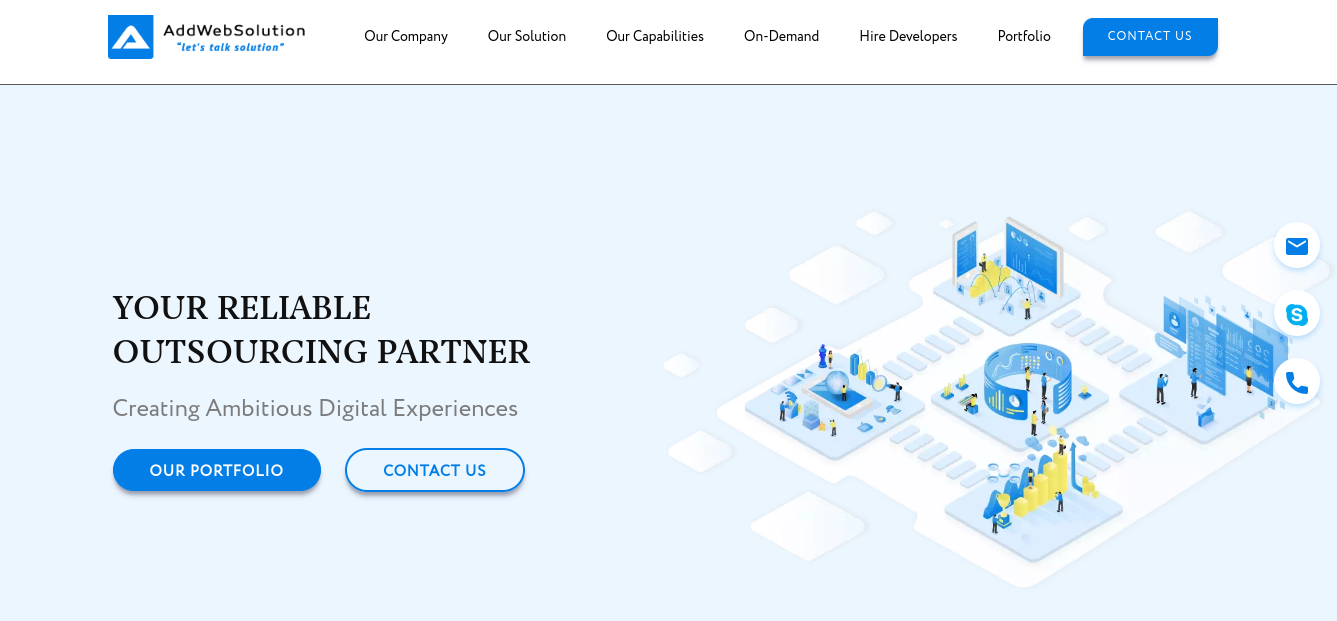 AddWebSolution
"let's talk solution"
Our Company
Our Solution
Our Capabilities
On-Demand
Hire Developers
Portfolio
CONTACT US
YOUR RELIABLE
OUTSOURCING PARTNER
Creating Ambitious Digital Experiences
OUR PORTFOLIO
CONTACT US